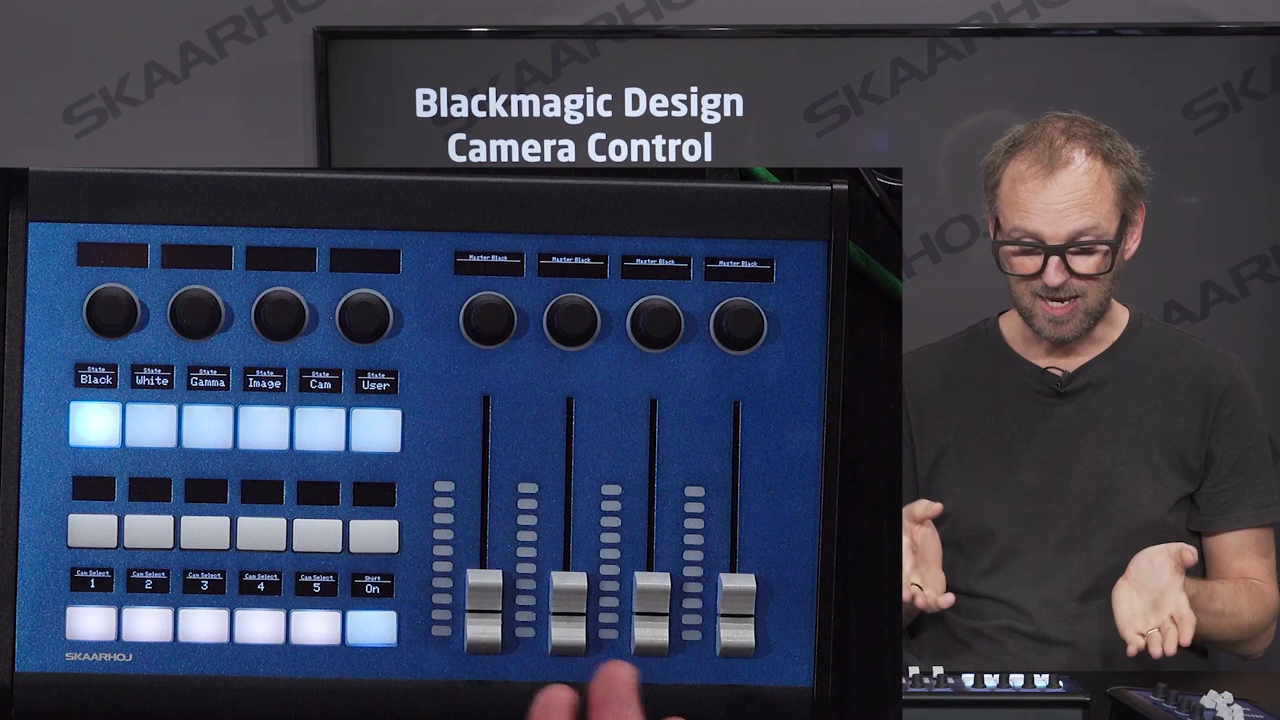 SKAARHOJ
SKAARHOJ
SKAARHOJ
Blackmagic Design
Camera Control
Master Black
Master Black
Master Black
Master Black
State
Black
State
White
State
Gamma
State
Image
State
Cam
State
User
Cam Select
1
Cam Select
2
Cam Select
3
Cam Select
4
Cam Select
5
Shift
On
SKAARHOJ